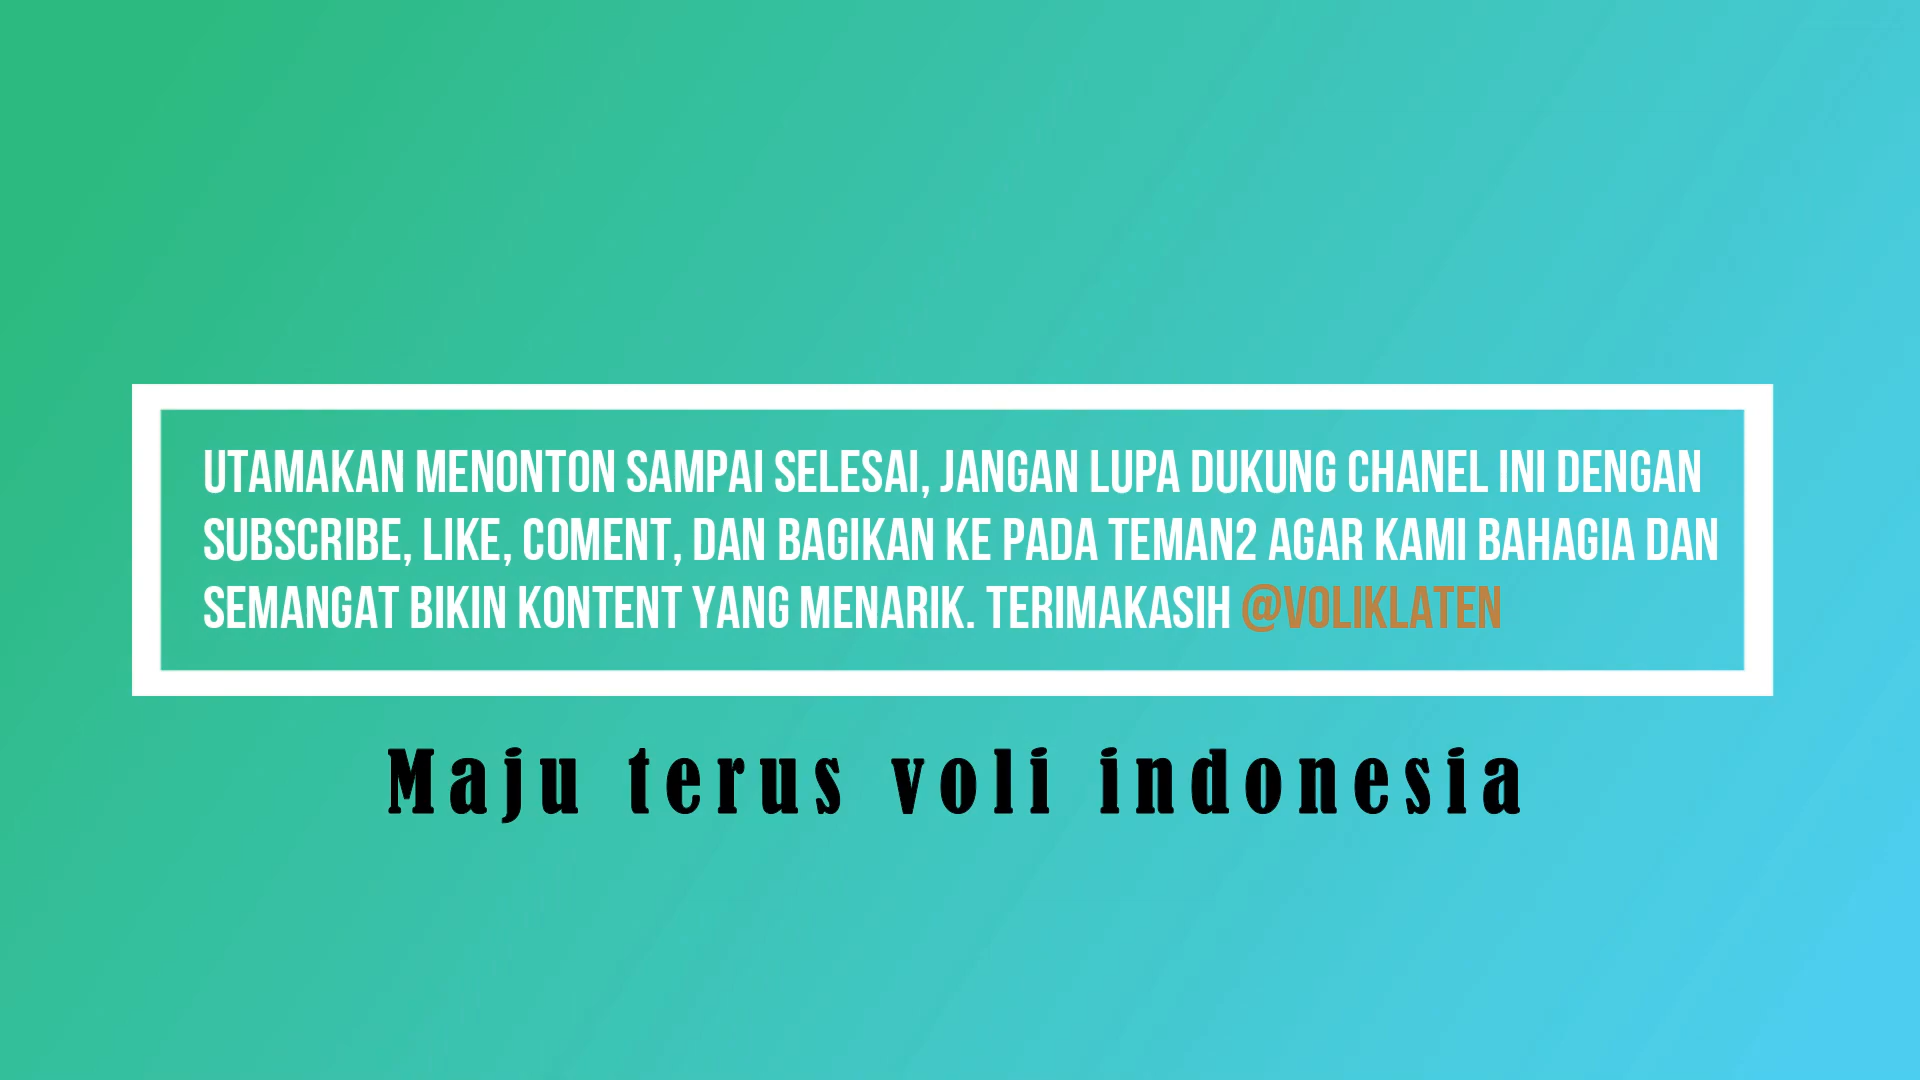 UTAMAKAN MENONTON SAMPAI SELESAI, JANGAN LUPA DUKUNG CHANEL INI DENGAN
SUBSCRIBE, LIKE, COMENT, DAN BAGIKAN KE PADA TEMAN2 AGAR KAMI BAHAGIA DAN
SEMANGAT BIKIN KONTENT YANG MENARIK. TERIMAKASIH @VOLIKLATEN
Maju terus voli indonesia